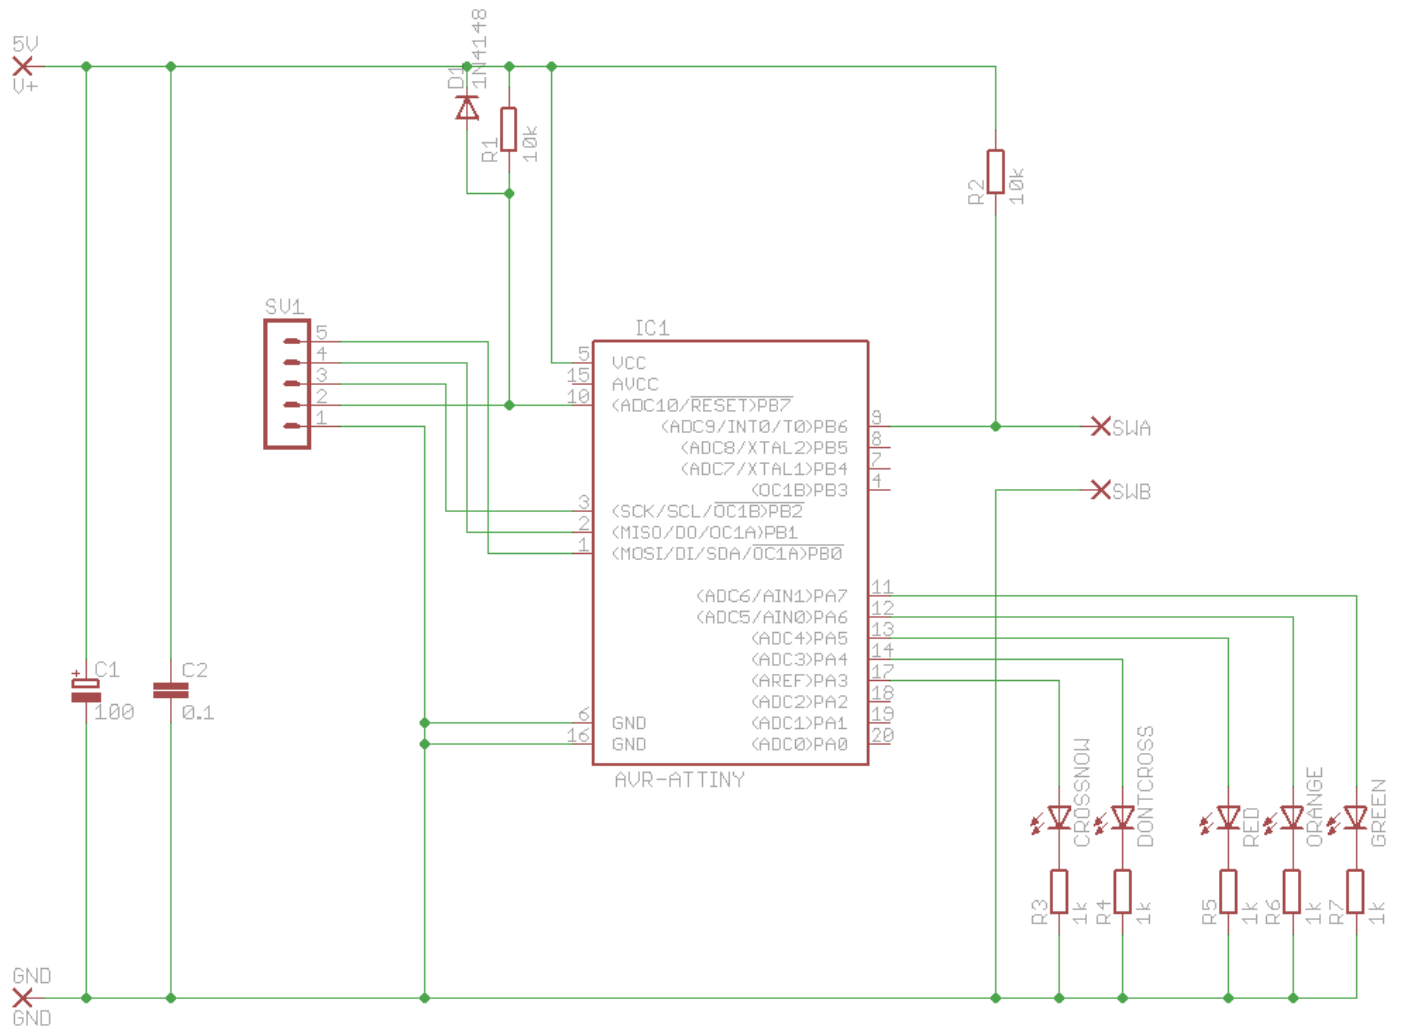 5V
V+
D1
1N4148
R1
10k
R2
10k
SV1
5
4
3
2
1
IC1
5
VCC
15
AVCC
10
(ADC10/RESET)PB7
(ADC9/INT0/T0)PB6
9
SWA
(ADC8/XTAL2)PB5
8
(ADC7/XTAL1)PB4
7
(OC1B)PB3
4
SWB
3
(SCK/SCL/OC1B)PB2
2
(MISO/DO/OC1A)PB1
1
(MOSI/DI/SDA/OC1A)PB0
(ADC6/AIN1)PA7
11
(ADC5/AIN0)PA6
12
(ADC4)PA5
13
(ADC3)PA4
14
(AREF)PA3
17
(ADC2)PA2
18
(ADC1)PA1
19
(ADC0)PA0
20
6
GND
16
GND
AVR-ATTINY
+
C1
100
C2
0.1
CROSSNOW
DONTCROSS
RED
ORANGE
GREEN
R3
1k
R4
1k
R5
1k
R6
1k
R7
1k
GND
GND